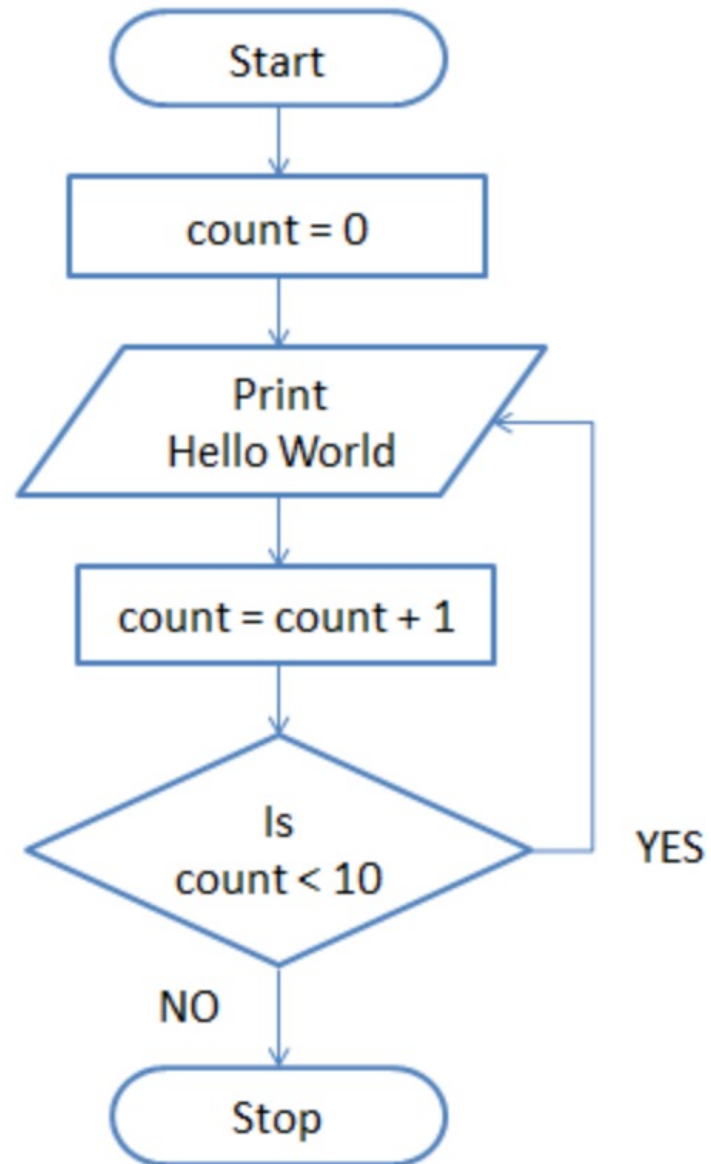 Start
count = 0
Print
Hello World
count = count + 1
Is
count < 10
YES
NO
Stop